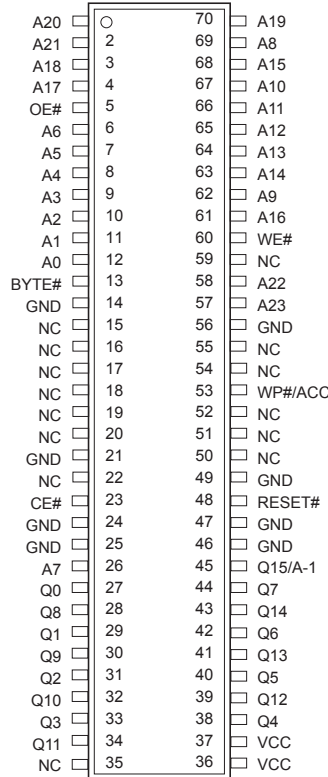 A20 70 A19
A21 2 69 A8
A18 3 68 A15
A17 4 67 A10
OE# 5 66 A11
A6 6 65 A12
A5 7 64 A13
A4 8 63 A14
A3 9 62 A9
A2 10 61 A16
A1 11 60 WE#
A0 12 59 NC
BYTE# 13 58 A22
GND 14 57 A23
NC 15 56 GND
NC 16 55 NC
NC 17 54 NC
NC 18 53 WP#/ACC
NC 19 52 NC
NC 20 51 NC
GND 21 50 NC
NC 22 49 GND
CE# 23 48 RESET#
GND 24 47 GND
GND 25 46 GND
A7 26 45 Q15/A-1
Q0 27 44 Q7
Q8 28 43 Q14
Q1 29 42 Q6
Q9 30 41 Q13
Q2 31 40 Q5
Q10 32 39 Q12
Q3 33 38 Q4
Q11 34 37 VCC
NC 35 36 VCC